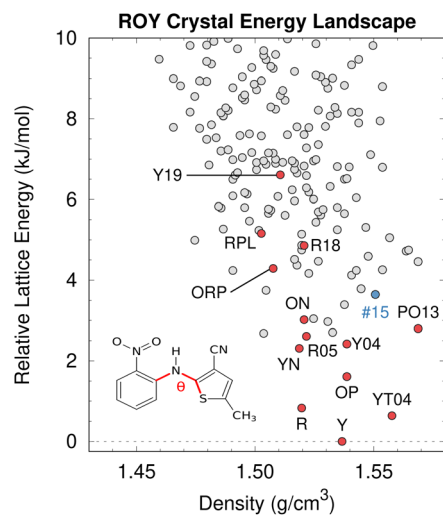 ROY Crystal Energy Landscape
Relative Lattice Energy (kJ/mol)
10
8
6
4
2
0
Y19
RPL
R18
ORP
ON
#15
PO13
YN
R05
Y04
OP
YT04
R
Y
O⁻
N⁺
O
H
N
θ
CN
S
CH₃
1.45
1.50
1.55
Density (g/cm³)